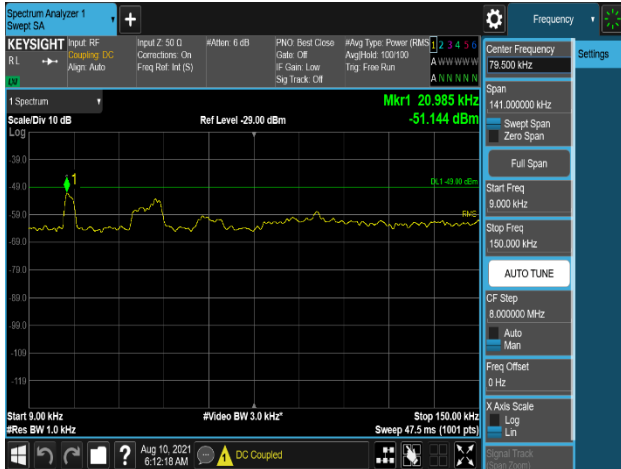 Spectrum Analyzer 1
Swept SA
+
Frequency
KEYSIGHT
R L
LV
Input: RF
Coupling: DC
Align: Auto
Input Z: 50 Ω
Corrections: On
Freq Ref: Int (S)
#Atten: 6 dB
PNO: Best Close
Gate: Off
IF Gain: Low
Sig Track: Off
#Avg Type: Power (RMS
Avg|Hold: 100/100
Trig: Free Run
1 2 3 4 5 6
A W W W W W
A N N N N N
1 Spectrum
Mkr1 20.985 kHz
-51.144 dBm
Scale/Div 10 dB
Ref Level -29.00 dBm
Log
-39.0
1
-49.0
-59.0
RMS
-69.0
-79.0
-89.0
-99.0
-109
-119
Start 9.00 kHz
#Video BW 3.0 kHz*
Stop 150.00 kHz
#Res BW 1.0 kHz
Sweep 47.5 ms (1001 pts)
?
Aug 10, 2021
6:12:18 AM
DC Coupled
Center Frequency
79.500 kHz
Settings
Span
141.000000 kHz
Swept Span
Zero Span
Full Span
Start Freq
9.000 kHz
Stop Freq
150.000 kHz
AUTO TUNE
CF Step
8.000000 MHz
Auto
Man
Freq Offset
0 Hz
X Axis Scale
Log
Lin
Signal Track
(Span Zoom)